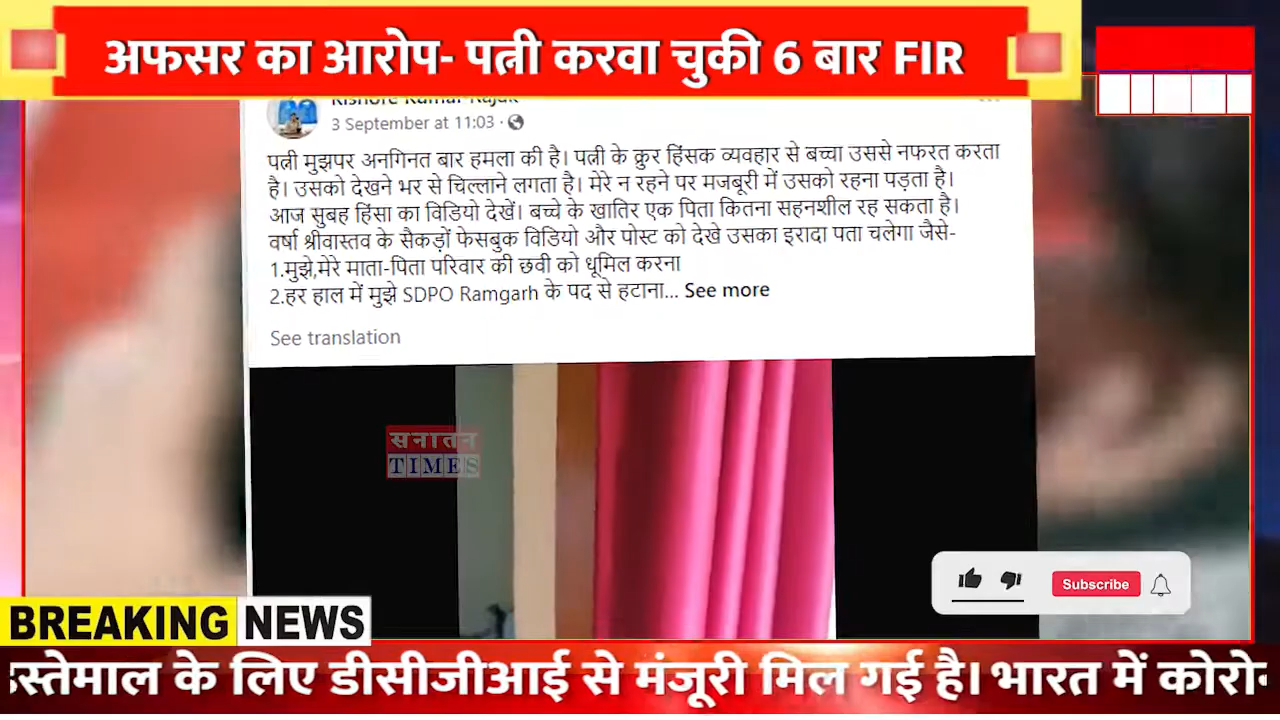 अफसर का आरोप- पत्नी करवा चुकी 6 बार FIR
Kishore Kumar Rajak
3 September at 11:03 ·
पत्नी मुझपर अनगिनत बार हमला की है। पत्नी के क्रुर हिंसक व्यवहार से बच्चा उससे नफरत करता
है। उसको देखने भर से चिल्लाने लगता है। मेरे न रहने पर मजबूरी में उसको रहना पड़ता है।
आज सुबह हिंसा का विडियो देखें। बच्चे के खातिर एक पिता कितना सहनशील रह सकता है।
वर्षा श्रीवास्तव के सैकड़ों फेसबुक विडियो और पोस्ट को देखे उसका इरादा पता चलेगा जैसे-
1.मुझे,मेरे माता-पिता परिवार की छवी को धूमिल करना
2.हर हाल में मुझे SDPO Ramgarh के पद से हटाना... See more
See translation
सनातन
TIMES
Subscribe
BREAKING NEWS
स्तेमाल के लिए डीसीजीआई से मंजूरी मिल गई है। भारत में कोरो